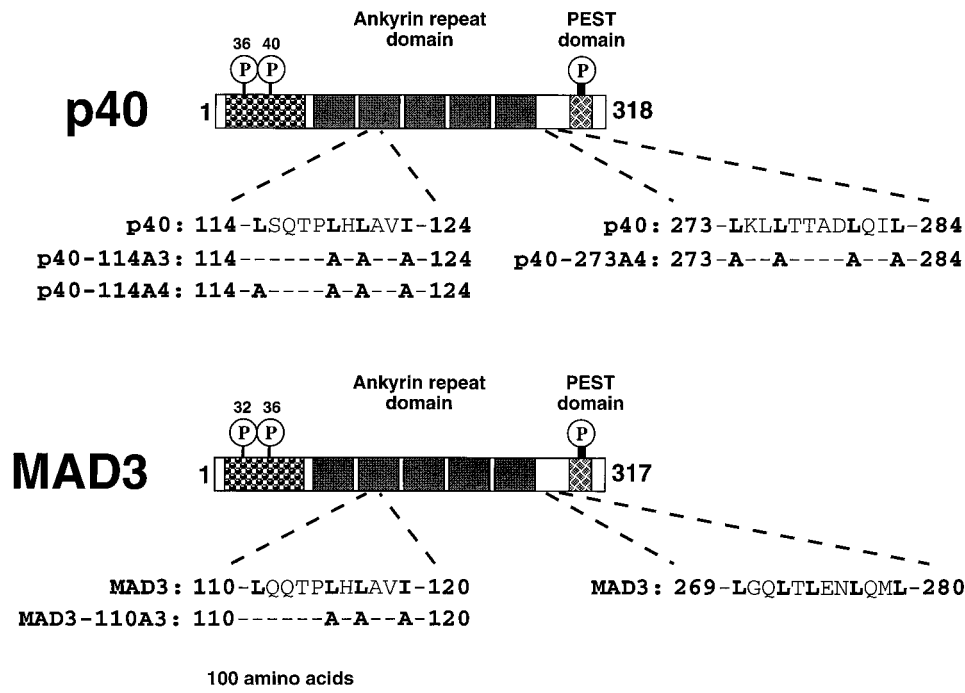 Ankyrin repeat PEST
domain domain
36 40
P P P
p40 1 318
p40: 114-LSQTPLHLAVI-124 p40: 273-LKLLTTADLQIL-284
p40-114A3: 114------A-A--A-124 p40-273A4: 273-A--A----A--A-284
p40-114A4: 114-A----A-A--A-124
Ankyrin repeat PEST
domain domain
32 36
P P P
MAD3 1 317
MAD3: 110-LQQTPLHLAVI-120 MAD3: 269-LGQLTLENLQML-280
MAD3-110A3: 110------A-A--A-120
100 amino acids